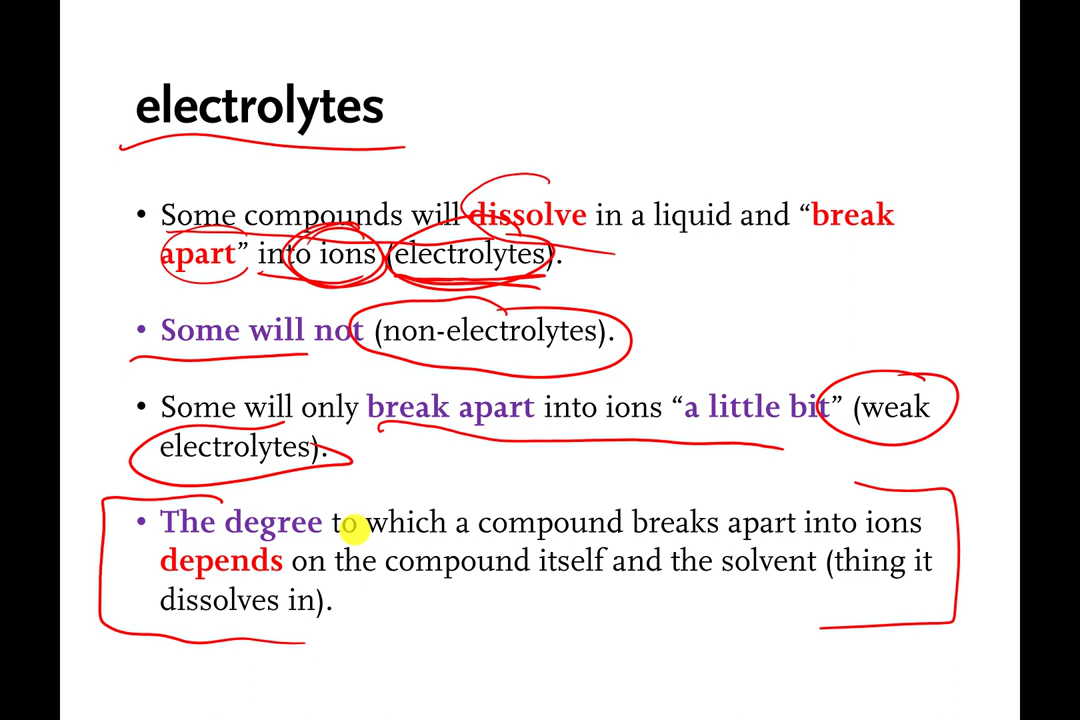 electrolytes
• Some compounds will dissolve in a liquid and “break
apart” into ions (electrolytes).
• Some will not (non-electrolytes).
• Some will only break apart into ions “a little bit” (weak
electrolytes).
• The degree to which a compound breaks apart into ions
depends on the compound itself and the solvent (thing it
dissolves in).